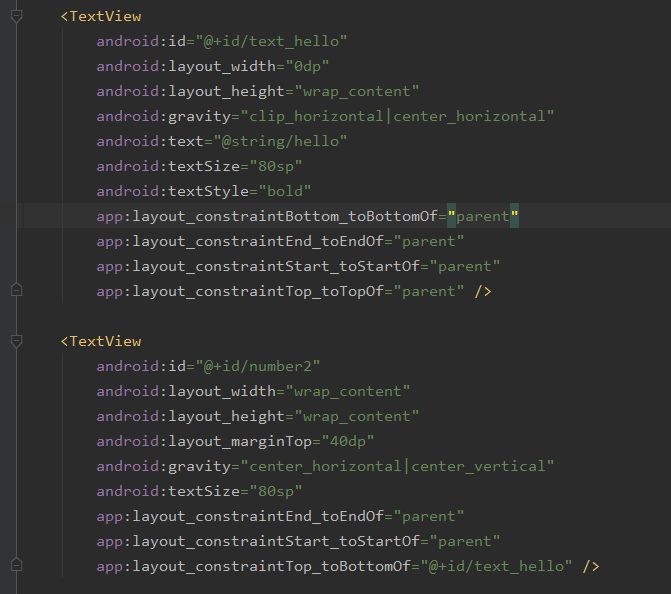 <TextView
android:id="@+id/text_hello"
android:layout_width="0dp"
android:layout_height="wrap_content"
android:gravity="clip_horizontal|center_horizontal"
android:text="@string/hello"
android:textSize="80sp"
android:textStyle="bold"
app:layout_constraintBottom_toBottomOf="parent"
app:layout_constraintEnd_toEndOf="parent"
app:layout_constraintStart_toStartOf="parent"
app:layout_constraintTop_toTopOf="parent" />
<TextView
android:id="@+id/number2"
android:layout_width="wrap_content"
android:layout_height="wrap_content"
android:layout_marginTop="40dp"
android:gravity="center_horizontal|center_vertical"
android:textSize="80sp"
app:layout_constraintEnd_toEndOf="parent"
app:layout_constraintStart_toStartOf="parent"
app:layout_constraintTop_toBottomOf="@+id/text_hello" />